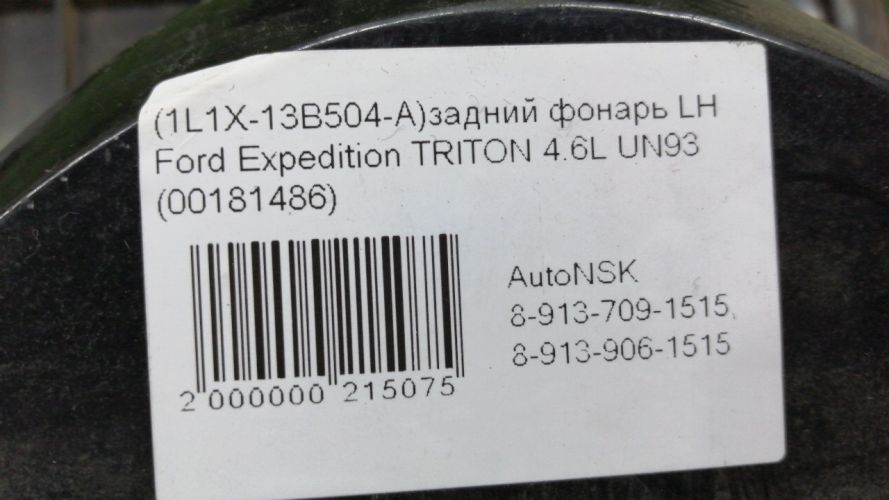 (1L1X-13B504-A)задний фонарь LH
Ford Expedition TRITON 4.6L UN93
(00181486)
AutoNSK
8-913-709-1515,
8-913-906-1515
2 000000 215075